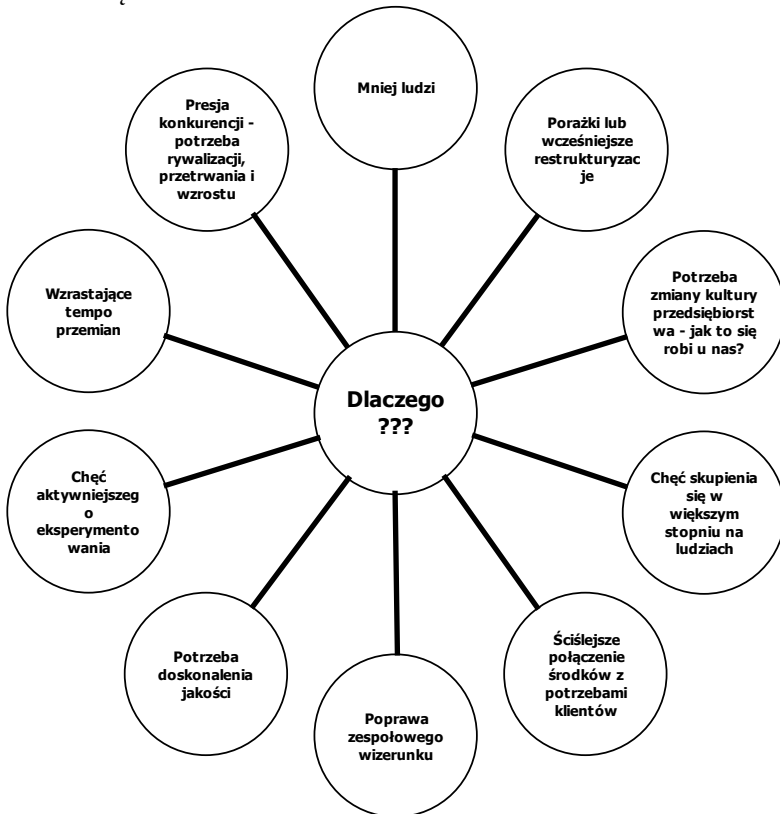 Mniej ludzi
Porażki lub
wcześniejsze
restrukturyzac
je
Potrzeba
zmiany kultury
przedsiębiorst
wa - jak to się
robi u nas?
Chęć skupienia
się w
większym
stopniu na
ludziach
Ściślejsze
połączenie
środków z
potrzebami
klientów
Poprawa
zespołowego
wizerunku
Potrzeba
doskonalenia
jakości
Chęć
aktywniejszeg
o
eksperymento
wania
Wzrastające
tempo
przemian
Presja
konkurencji -
potrzeba
rywalizacji,
przetrwania i
wzrostu
Dlaczego
???